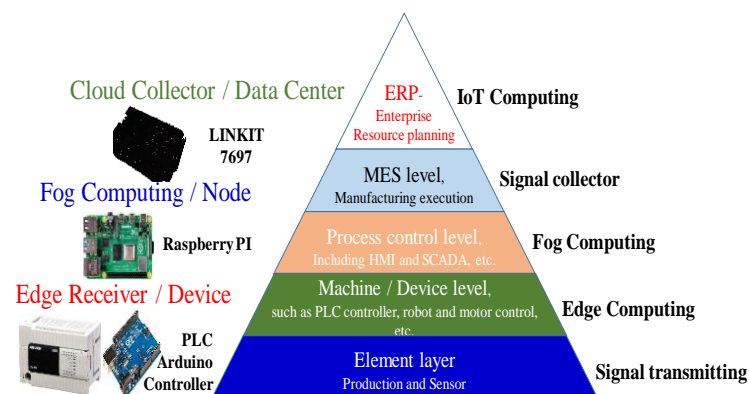 Cloud Collector / Data Center
LINKIT
7697
Fog Computing / Node
Raspberry PI
Edge Receiver / Device
PLC
Arduino
Controller
ERP-
Enterprise
Resource planning
MES level,
Manufacturing execution
Process control level,
Including HMI and SCADA, etc.
Machine / Device level,
such as PLC controller, robot and motor control,
etc.
Element layer
Production and Sensor
IoT Computing
Signal collector
Fog Computing
Edge Computing
Signal transmitting